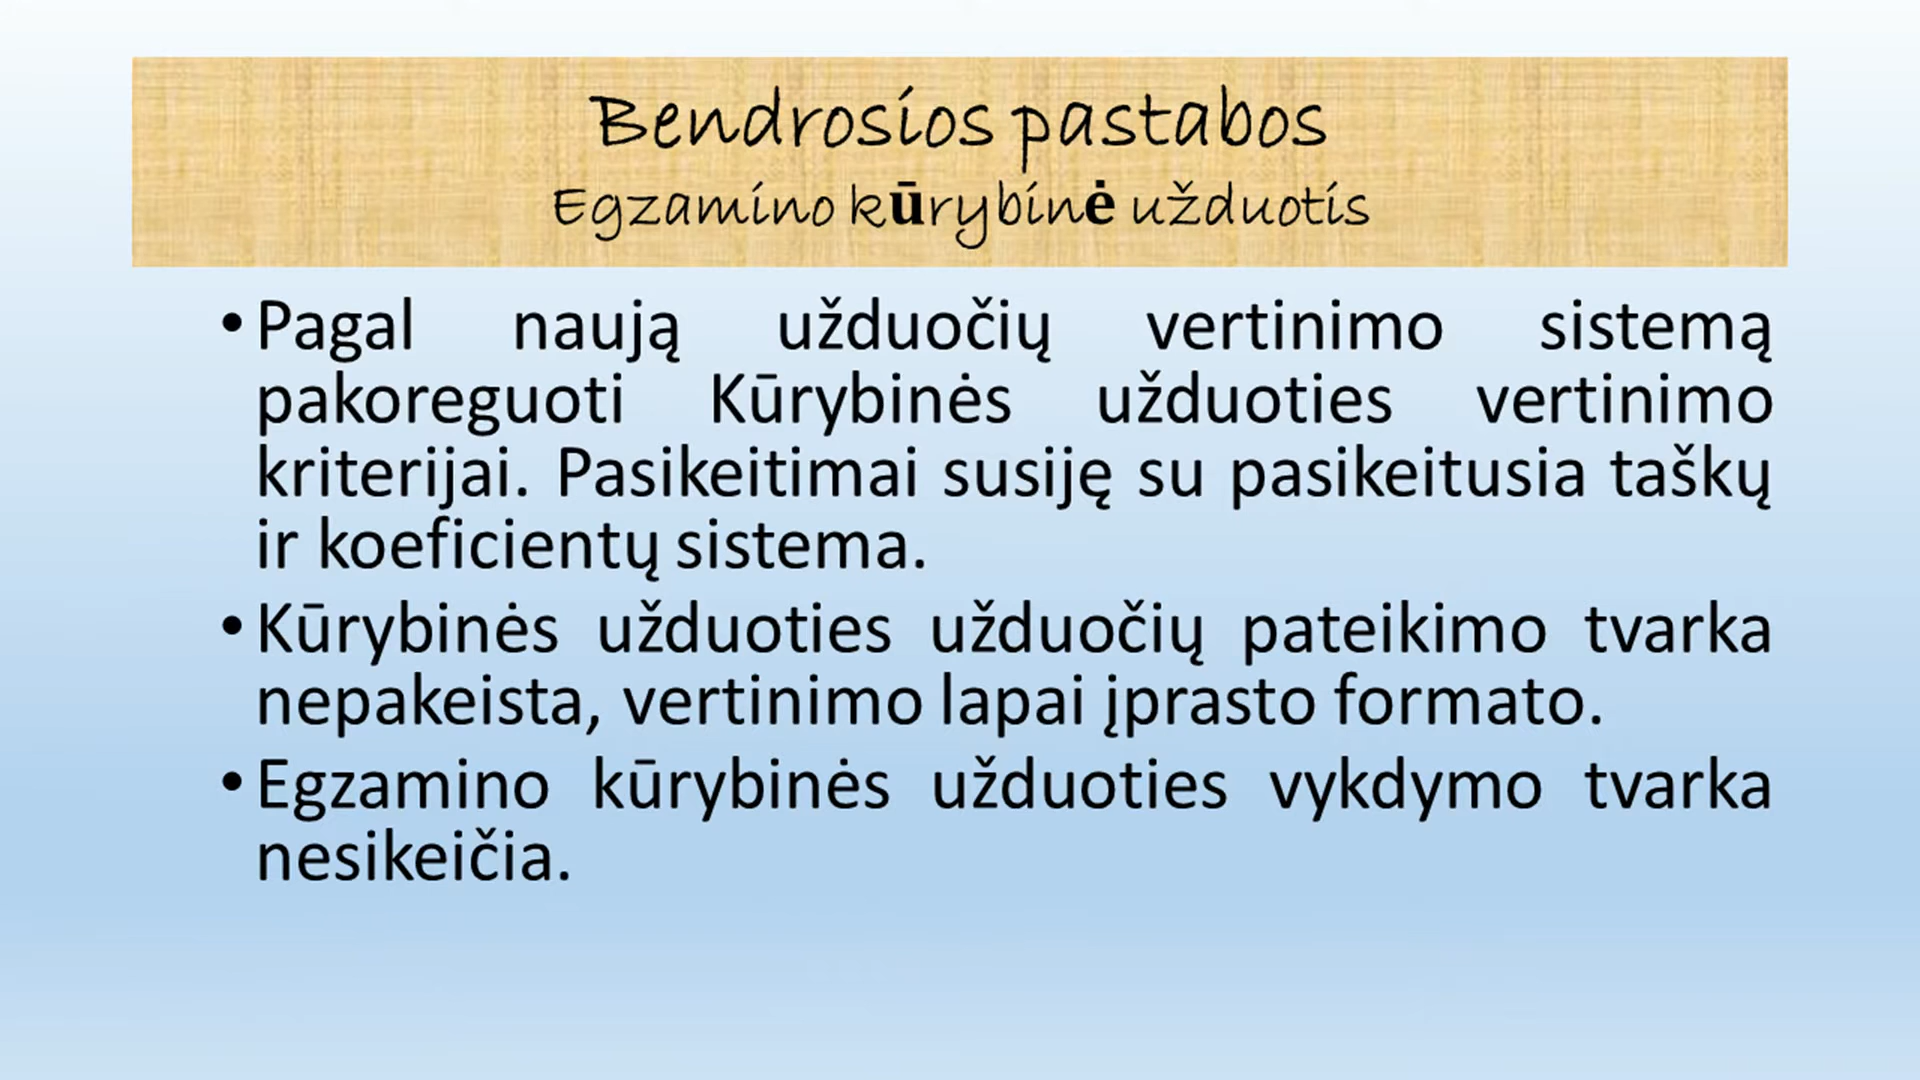 Bendrosios pastabos
Egzamino kūrybinė užduotis
•Pagal naują užduočių vertinimo sistemą
pakoreguoti Kūrybinės užduoties vertinimo
kriterijai. Pasikeitimai susiję su pasikeitusia taškų
ir koeficientų sistema.
•Kūrybinės užduoties užduočių pateikimo tvarka
nepakeista, vertinimo lapai įprasto formato.
•Egzamino kūrybinės užduoties vykdymo tvarka
nesikeičia.